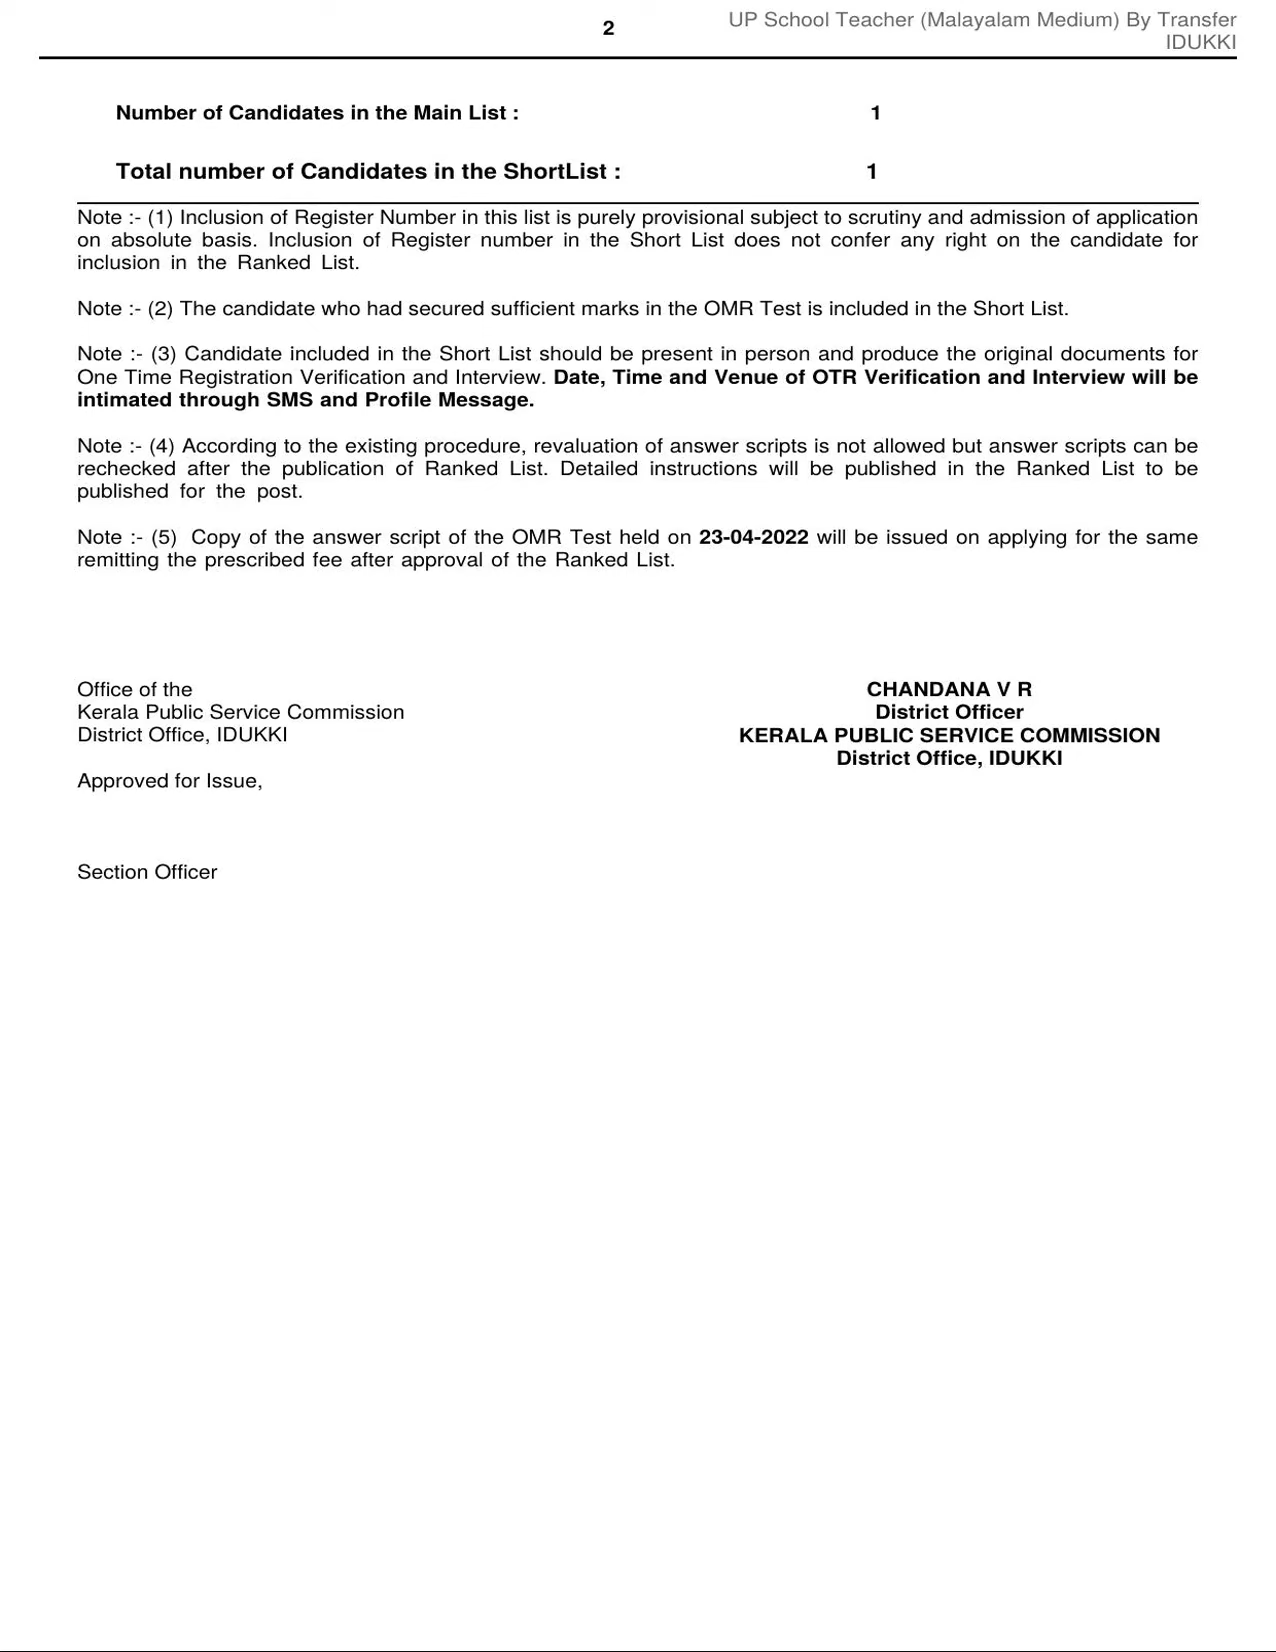 2
UP School Teacher (Malayalam Medium) By Transfer
IDUKKI
Number of Candidates in the Main List : 1
Total number of Candidates in the ShortList : 1
Note :- (1) Inclusion of Register Number in this list is purely provisional subject to scrutiny and admission of application
on absolute basis. Inclusion of Register number in the Short List does not confer any right on the candidate for
inclusion in the Ranked List.
Note :- (2) The candidate who had secured sufficient marks in the OMR Test is included in the Short List.
Note :- (3) Candidate included in the Short List should be present in person and produce the original documents for
One Time Registration Verification and Interview. Date, Time and Venue of OTR Verification and Interview will be
intimated through SMS and Profile Message.
Note :- (4) According to the existing procedure, revaluation of answer scripts is not allowed but answer scripts can be
rechecked after the publication of Ranked List. Detailed instructions will be published in the Ranked List to be
published for the post.
Note :- (5) Copy of the answer script of the OMR Test held on 23-04-2022 will be issued on applying for the same
remitting the prescribed fee after approval of the Ranked List.
Office of the
Kerala Public Service Commission
District Office, IDUKKI
Approved for Issue,
Section Officer
CHANDANA V R
District Officer
KERALA PUBLIC SERVICE COMMISSION
District Office, IDUKKI